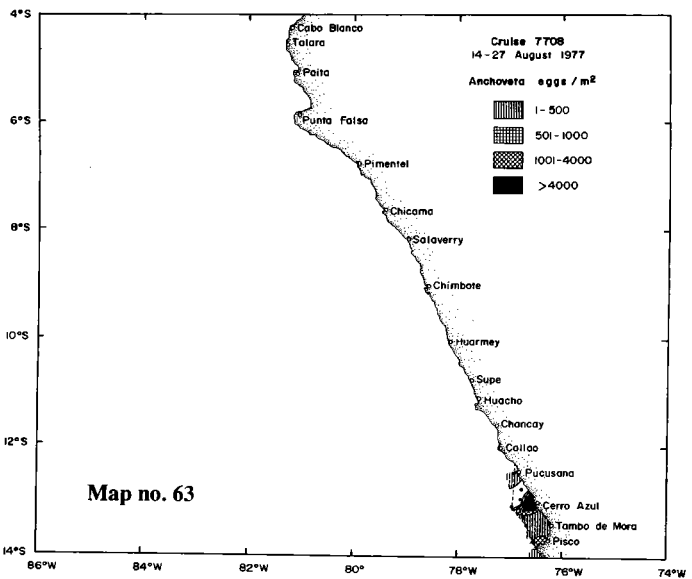 4°S
Cabo Blanco
Talara
Cruise 7708
14-27 August 1977
Paita
Anchoveta eggs / m²
1-500
6°S
Punta Falsa
501-1000
1001-4000
Pimentel
>4000
Chicama
8°S
Salaverry
Chimbote
10°S
Huarmey
Supe
Huacho
Chancay
12°S
Callao
Pucusana
Map no. 63
Cerro Azul
Tambo de Mora
Pisco
14°S
86°W
82°W
80°W
78°W
76°W
74°W